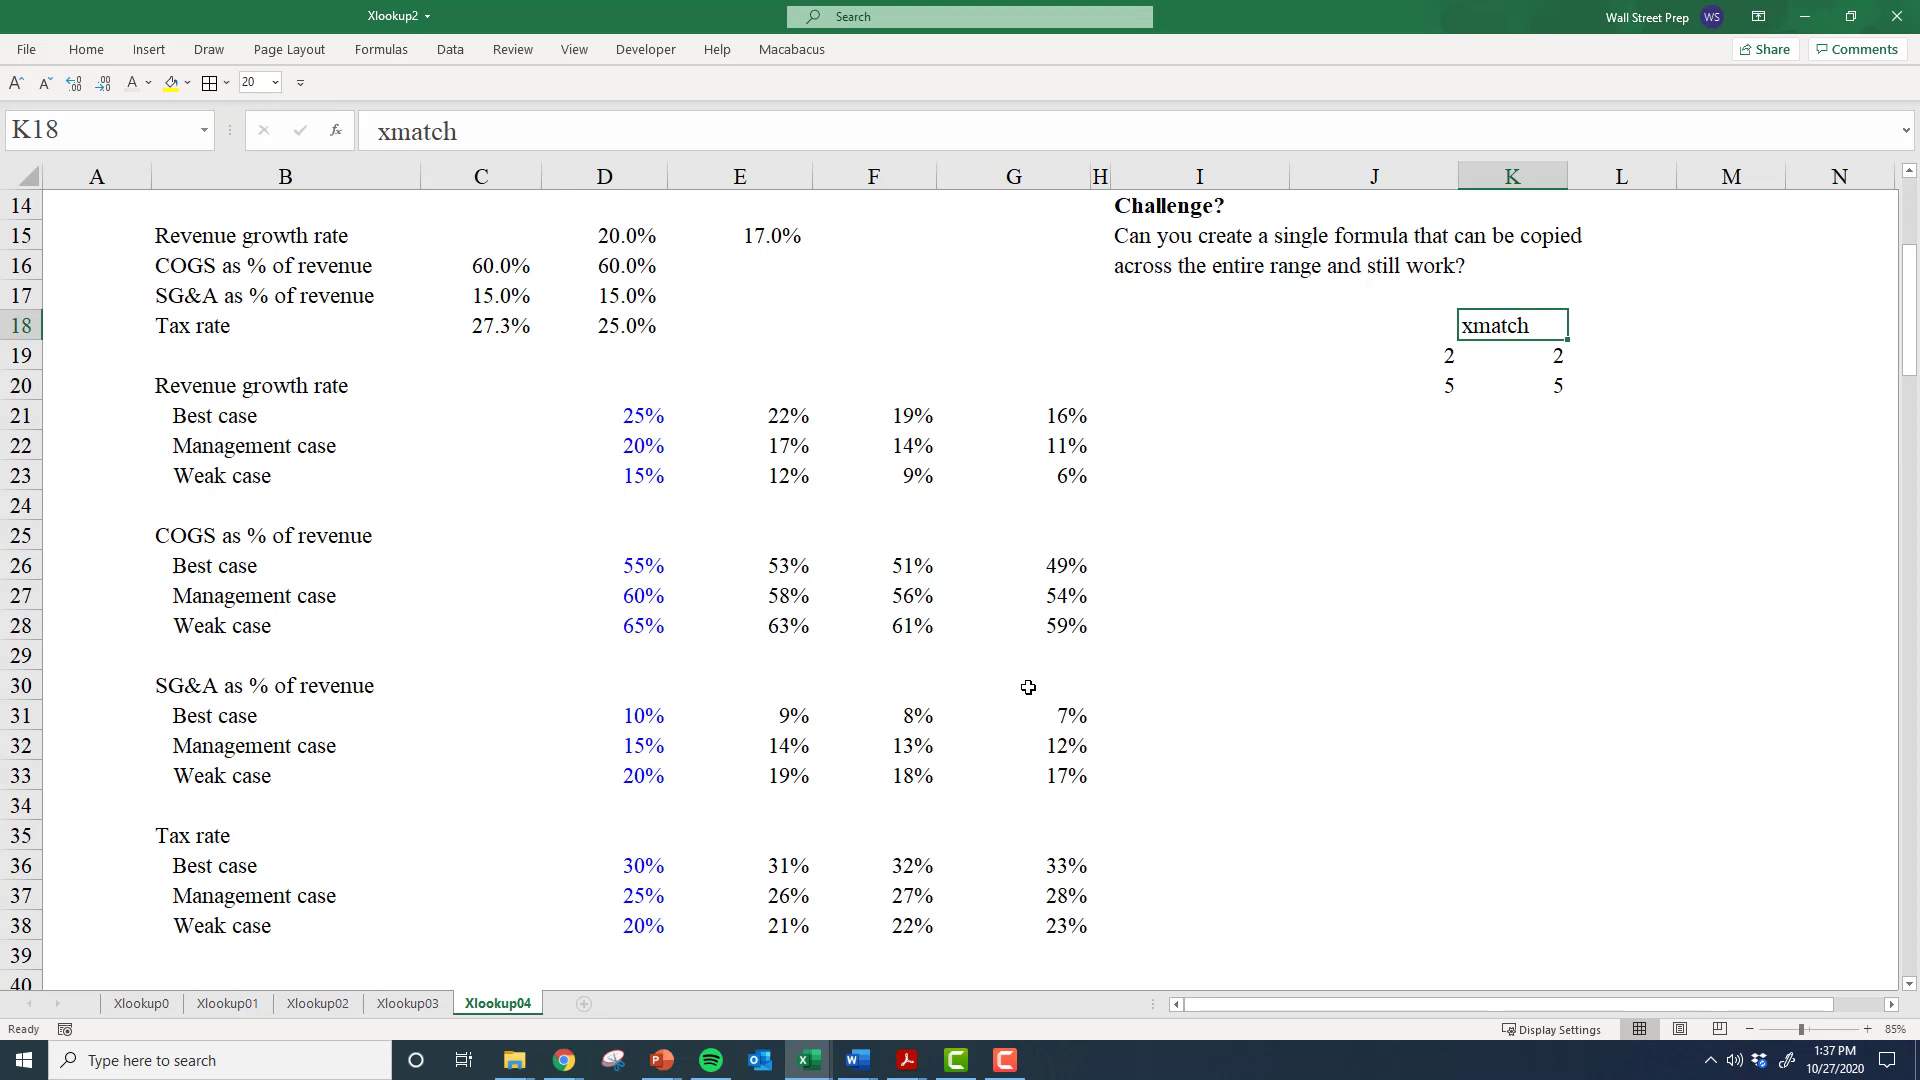 Xlookup2
Search
Wall Street Prep WS
File Home Insert Draw Page Layout Formulas Data Review View Developer Help Macabacus Share Comments
20
K18 xmatch
A B C D E F G H I J K L M N
14 Challenge?
15 Revenue growth rate 20.0% 17.0% Can you create a single formula that can be copied
16 COGS as % of revenue 60.0% 60.0% across the entire range and still work?
17 SG&A as % of revenue 15.0% 15.0%
18 Tax rate 27.3% 25.0% xmatch
19 2 2
20 Revenue growth rate 5 5
21 Best case 25% 22% 19% 16%
22 Management case 20% 17% 14% 11%
23 Weak case 15% 12% 9% 6%
24
25 COGS as % of revenue
26 Best case 55% 53% 51% 49%
27 Management case 60% 58% 56% 54%
28 Weak case 65% 63% 61% 59%
29
30 SG&A as % of revenue
31 Best case 10% 9% 8% 7%
32 Management case 15% 14% 13% 12%
33 Weak case 20% 19% 18% 17%
34
35 Tax rate
36 Best case 30% 31% 32% 33%
37 Management case 25% 26% 27% 28%
38 Weak case 20% 21% 22% 23%
39
40
Xlookup0 Xlookup01 Xlookup02 Xlookup03 Xlookup04
Ready Display Settings 85%
Type here to search
1:37 PM
10/27/2020